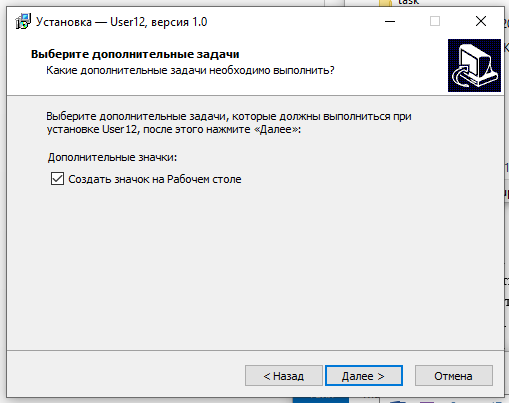 task
Установка — User12, версия 1.0
Выберите дополнительные задачи
Какие дополнительные задачи необходимо выполнить?
Выберите дополнительные задачи, которые должны выполниться при
установке User12, после этого нажмите «Далее»:
Дополнительные значки:
Создать значок на Рабочем столе
< Назад
Далее >
Отмена